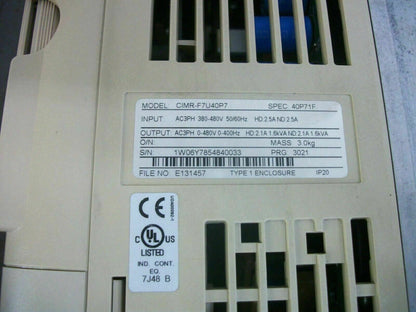 MODEL CIMR-F7U40P7 SPEC: 40P71F
INPUT: AC3PH 380-480V 50/60Hz HD:2.5A ND:2.5A
OUTPUT: AC3PH 0-480V 0-400Hz HD:2.1A 1.6kVA ND:2.1A 1.6kVA
O/N: MASS: 3.0kg
S/N: 1W06Y7854840033 PRG: 3021
FILE NO: E131457 TYPE 1 ENCLOSURE IP20
CE
C UL US
LISTED
IND. CONT.
EQ.
7J48 B